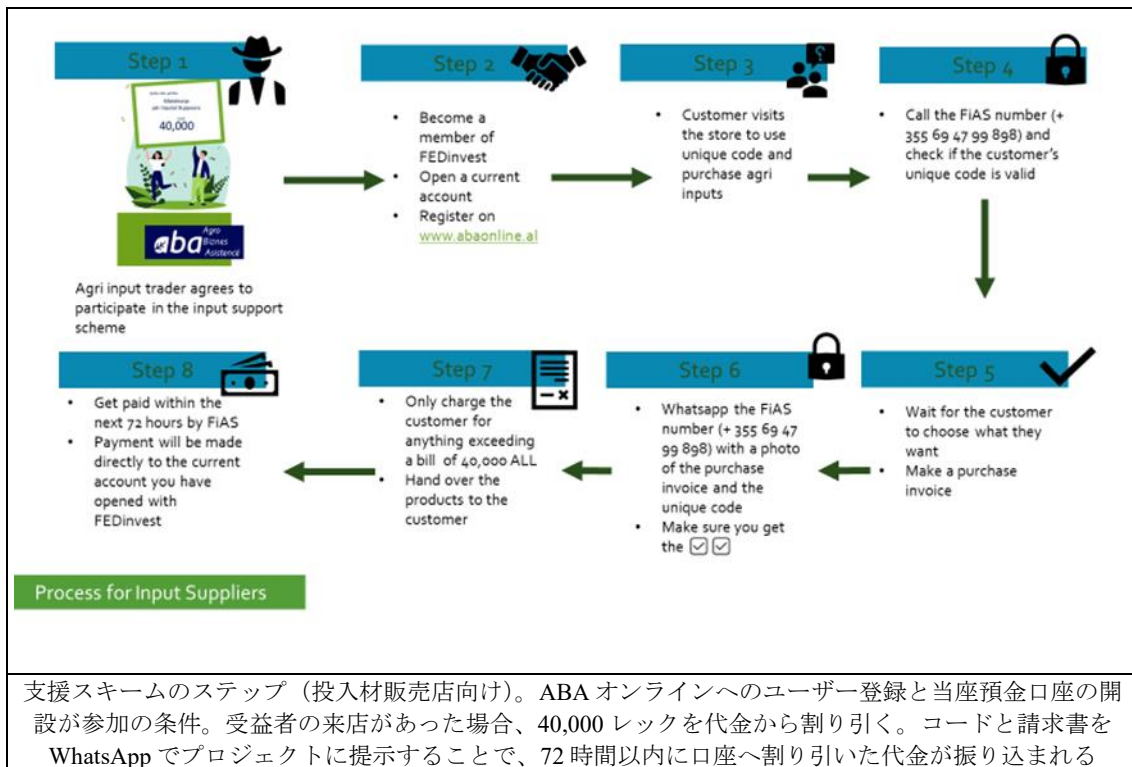 Step 1
40,000
aba Agro
Biznes
Asistencë
Agri input trader agrees to
participate in the input support
scheme
Step 2
• Become a
member of
FEDinvest
• Open a current
account
• Register on
www.abaonline.al
Step 3
• Customer visits
the store to use
unique code and
purchase agri
inputs
Step 4
• Call the FiAS number (+
355 69 47 99 898) and
check if the customer's
unique code is valid
Step 5
• Wait for the customer
to choose what they
want
• Make a purchase
invoice
Step 6
• Whatsapp the FiAS
number (+ 355 69 47
99 898) with a photo
of the purchase
invoice and the
unique code
• Make sure you get
the ☑ ☑
Step 7
• Only charge the
customer for
anything exceeding
a bill of 40,000 ALL
• Hand over the
products to the
customer
Step 8
• Get paid within the
next 72 hours by FiAS
• Payment will be made
directly to the current
account you have
opened with
FEDinvest
Process for Input Suppliers
支援スキームのステップ（投入材販売店向け）。ABA オンラインへのユーザー登録と当座預金口座の開
設が参加の条件。受益者の来店があった場合、40,000 レックを代金から割り引く。コードと請求書を
WhatsApp でプロジェクトに提示することで、72 時間以内に口座へ割り引いた代金が振り込まれる